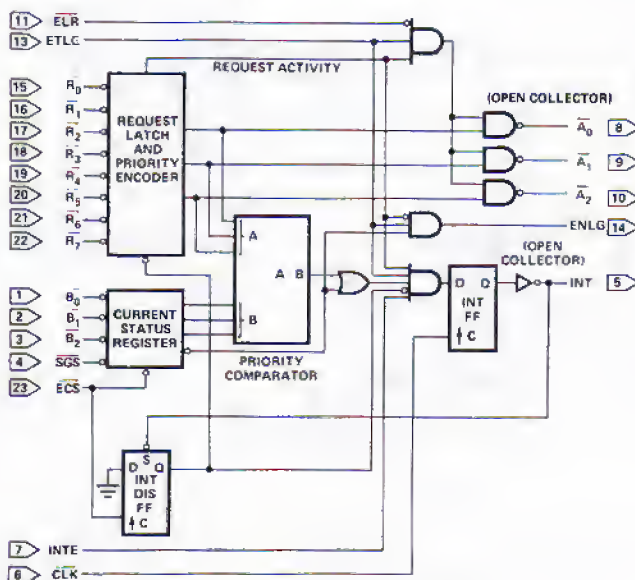 11 ELR
13 ETLG
REQUEST ACTIVITY
15 R0
16 R1
17 R2
18 R3
19 R4
20 R5
21 R6
22 R7
REQUEST
LATCH
AND
PRIORITY
ENCODER
(OPEN COLLECTOR)
A0 8
A1 9
A2 10
ENLG 14
A
A B
B
PRIORITY
COMPARATOR
(OPEN
COLLECTOR)
D Q
INT
FF
C
INT 5
1 B0
2 B1
3 B2
4 SGS
23 ECS
CURRENT
STATUS
REGISTER
S
D Q
INT
DIS
FF
C
7 INTE
6 CLK